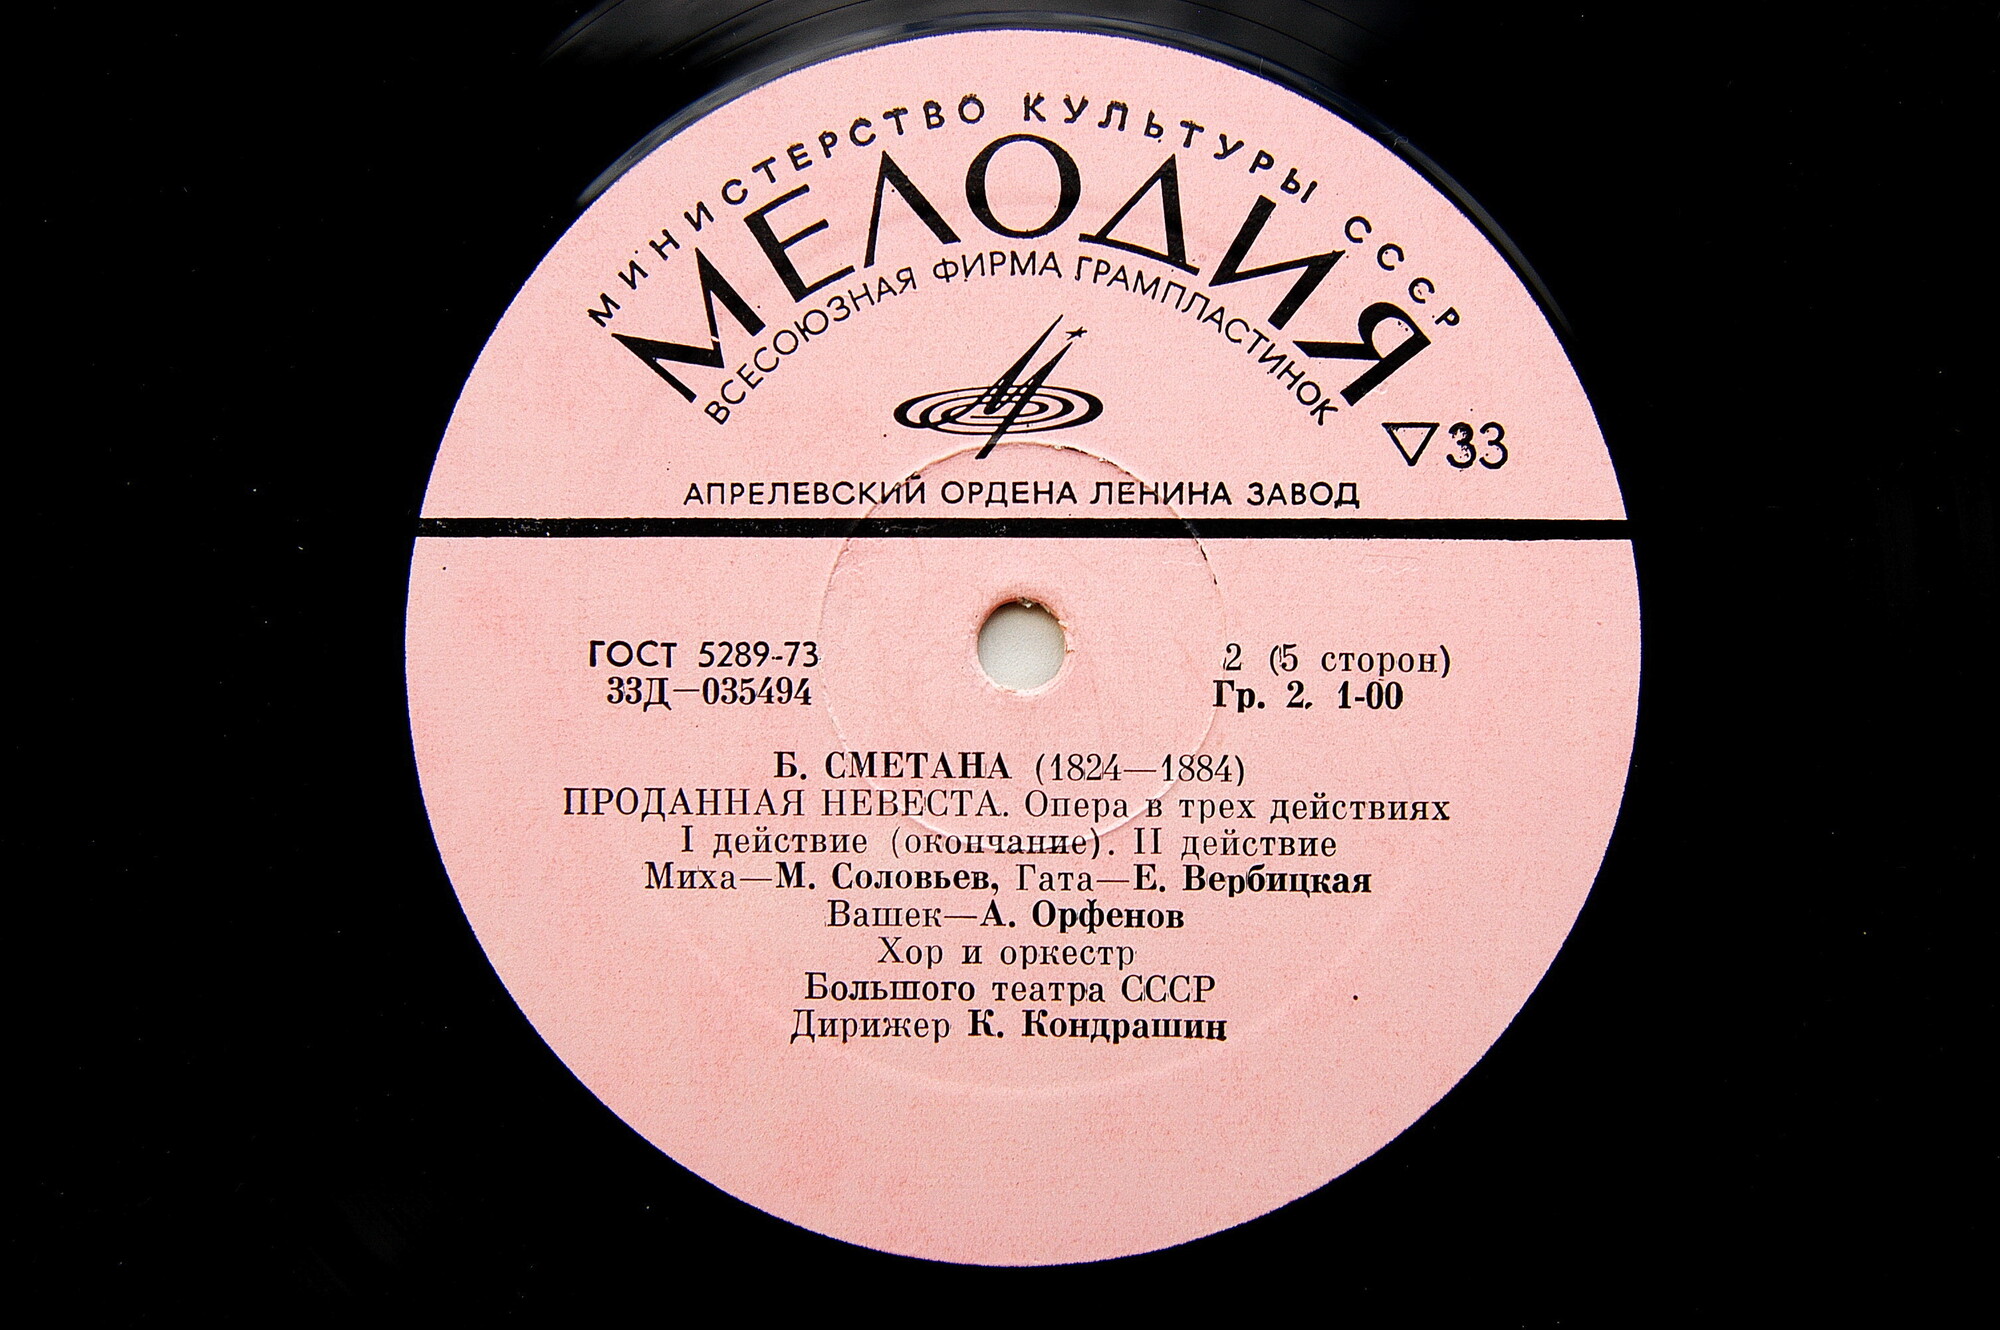 МИНИСТЕРСТВО КУЛЬТУРЫ СССР
МЕЛОДИЯ
ВСЕСОЮЗНАЯ ФИРМА ГРАМПЛАСТИНОК
33
АПРЕЛЕВСКИЙ ОРДЕНА ЛЕНИНА ЗАВОД
ГОСТ 5289-73
33Д—035494
2 (5 сторон)
Гр. 2. 1-00
Б. СМЕТАНА (1824—1884)
ПРОДАННАЯ НЕВЕСТА. Опера в трех действиях
I действие (окончание). II действие
Миха—М. Соловьев, Гата—Е. Вербицкая
Вашек—А. Орфенов
Хор и оркестр
Большого театра СССР
Дирижер К. Кондрашин